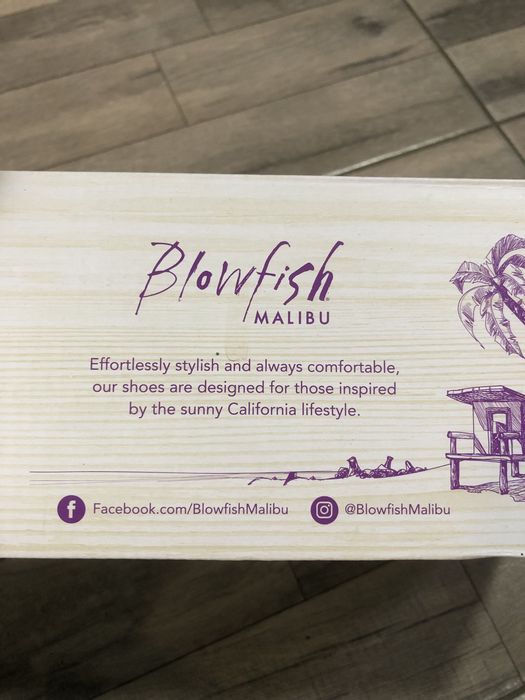 Blowfish
MALIBU
Effortlessly stylish and always comfortable,
our shoes are designed for those inspired
by the sunny California lifestyle.
Facebook.com/BlowfishMalibu @BlowfishMalibu